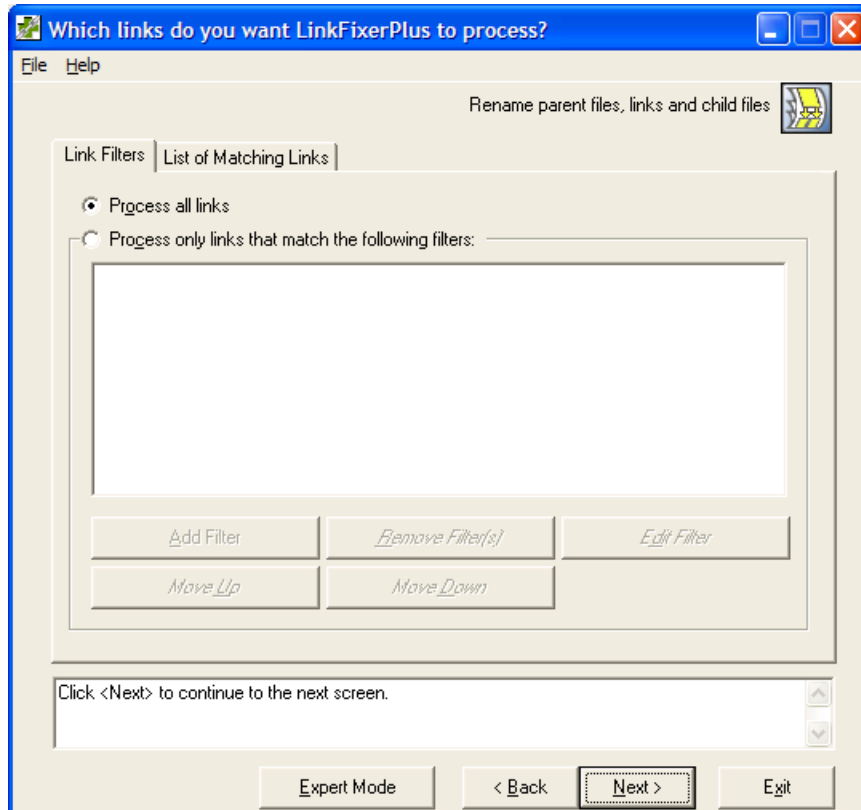 Which links do you want LinkFixerPlus to process?
File Help
Rename parent files, links and child files
Link Filters List of Matching Links
Process all links
Process only links that match the following filters:
Add Filter Remove Filter(s) Edit Filter
Move Up Move Down
Click <Next> to continue to the next screen.
Expert Mode < Back Next > Exit